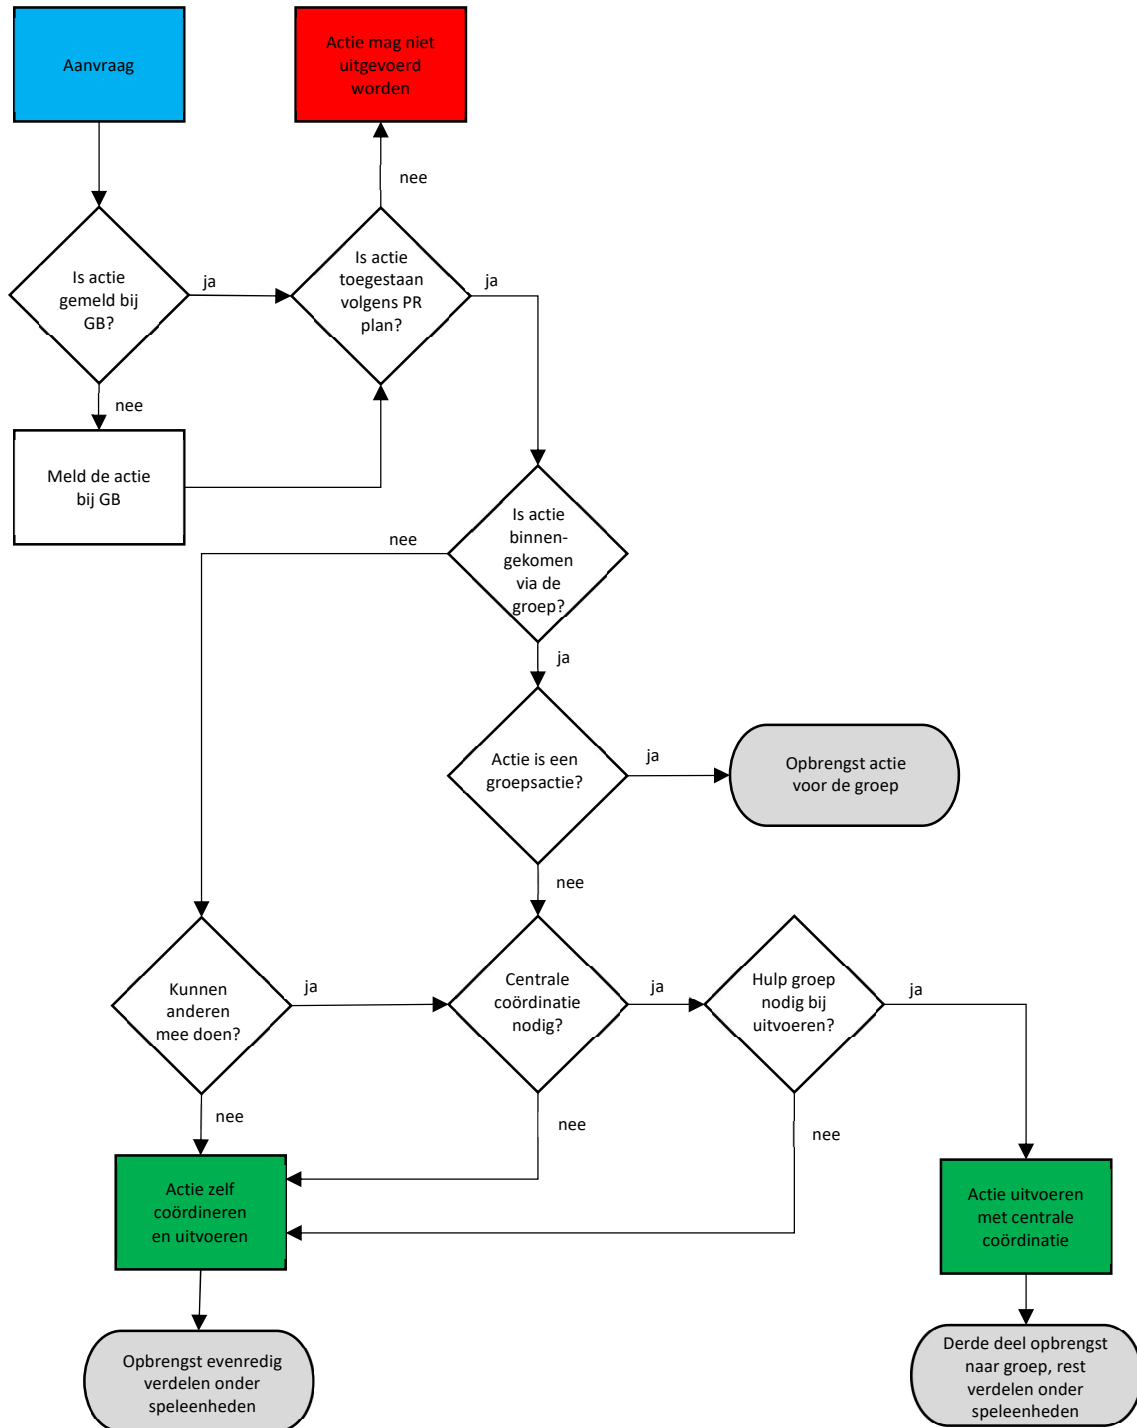 Aanvraag
Actie mag niet
uitgevoerd
worden
nee
Is actie
gemeld bij
GB?
ja
Is actie
toegestaan
volgens PR
plan?
ja
nee
Meld de actie
bij GB
Is actie
binnen-
gekomen
via de
groep?
nee
ja
Actie is een
groepsactie?
ja
Opbrengst actie
voor de groep
nee
Kunnen
anderen
mee doen?
ja
Centrale
coördinatie
nodig?
ja
Hulp groep
nodig bij
uitvoeren?
ja
nee
nee
nee
Actie zelf
coördineren
en uitvoeren
Actie uitvoeren
met centrale
coördinatie
Opbrengst evenredig
verdelen onder
speleenheden
Derde deel opbrengst
naar groep, rest
verdelen onder
speleenheden